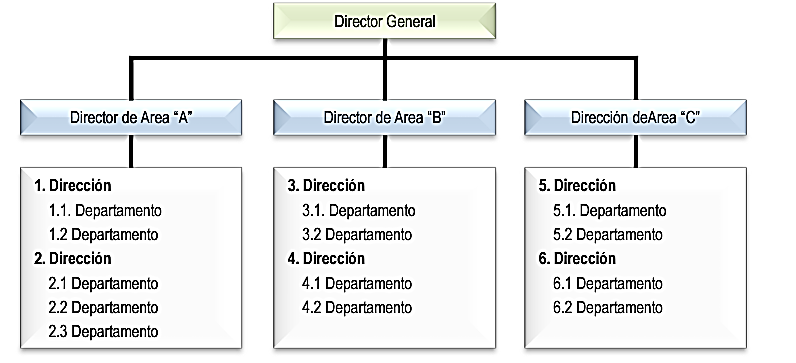 Director General
Director de Area “A”
Director de Area “B”
Dirección deArea “C”
1. Dirección
1.1. Departamento
1.2 Departamento
2. Dirección
2.1 Departamento
2.2 Departamento
2.3 Departamento
3. Dirección
3.1. Departamento
3.2 Departamento
4. Dirección
4.1 Departamento
4.2 Departamento
5. Dirección
5.1. Departamento
5.2 Departamento
6. Dirección
6.1 Departamento
6.2 Departamento